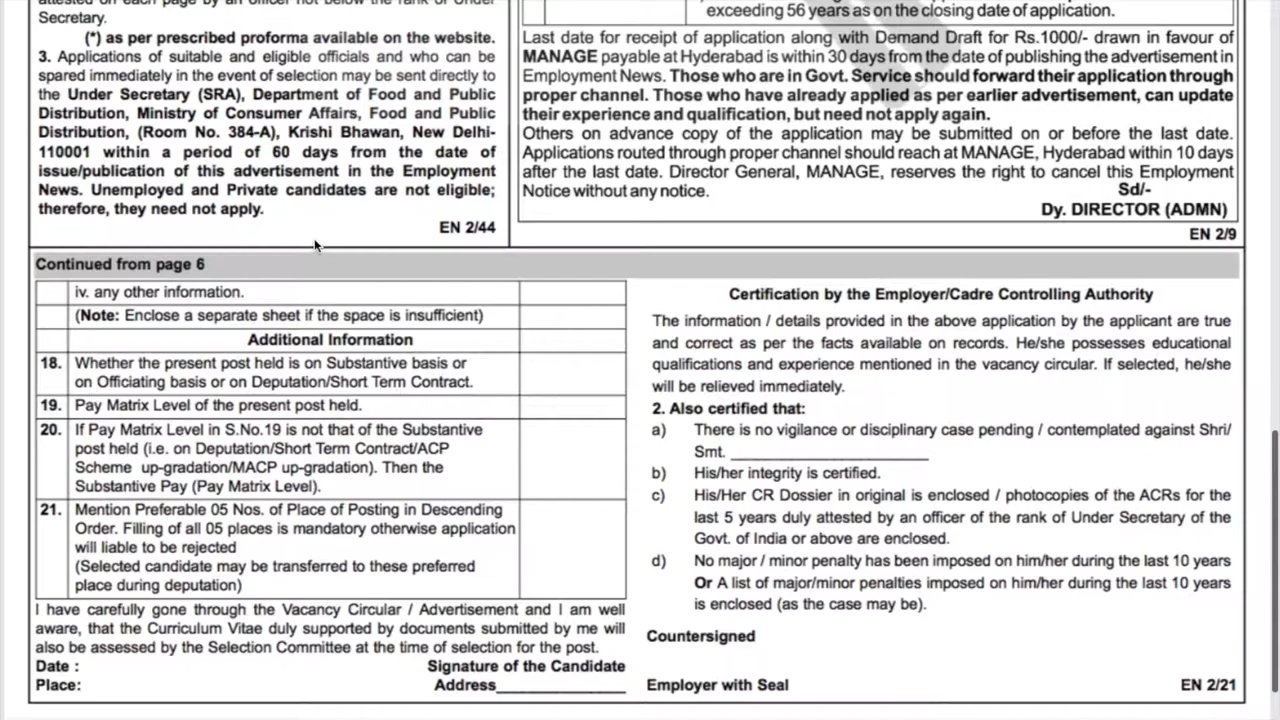 attested on each page by an officer not below the rank of Under
Secretary.
(*) as per prescribed proforma available on the website.
3. Applications of suitable and eligible officials and who can be
spared immediately in the event of selection may be sent directly to
the Under Secretary (SRA), Department of Food and Public
Distribution, Ministry of Consumer Affairs, Food and Public
Distribution, (Room No. 384-A), Krishi Bhawan, New Delhi-
110001 within a period of 60 days from the date of
issue/publication of this advertisement in the Employment
News. Unemployed and Private candidates are not eligible;
therefore, they need not apply.
EN 2/44
exceeding 56 years as on the closing date of application.
Last date for receipt of application along with Demand Draft for Rs.1000/- drawn in favour of
MANAGE payable at Hyderabad is within 30 days from the date of publishing the advertisement in
Employment News. Those who are in Govt. Service should forward their application through
proper channel. Those who have already applied as per earlier advertisement, can update
their experience and qualification, but need not apply again.
Others on advance copy of the application may be submitted on or before the last date.
Applications routed through proper channel should reach at MANAGE, Hyderabad within 10 days
after the last date. Director General, MANAGE, reserves the right to cancel this Employment
Notice without any notice.
Sd/-
Dy. DIRECTOR (ADMN)
EN 2/9
Continued from page 6
iv. any other information.
(Note: Enclose a separate sheet if the space is insufficient)
Additional Information
18. Whether the present post held is on Substantive basis or
on Officiating basis or on Deputation/Short Term Contract.
19. Pay Matrix Level of the present post held.
20. If Pay Matrix Level in S.No.19 is not that of the Substantive
post held (i.e. on Deputation/Short Term Contract/ACP
Scheme up-gradation/MACP up-gradation). Then the
Substantive Pay (Pay Matrix Level).
21. Mention Preferable 05 Nos. of Place of Posting in Descending
Order. Filling of all 05 places is mandatory otherwise application
will liable to be rejected
(Selected candidate may be transferred to these preferred
place during deputation)
I have carefully gone through the Vacancy Circular / Advertisement and I am well
aware, that the Curriculum Vitae duly supported by documents submitted by me will
also be assessed by the Selection Committee at the time of selection for the post.
Date : Signature of the Candidate
Place: Address_______________
Certification by the Employer/Cadre Controlling Authority
The information / details provided in the above application by the applicant are true
and correct as per the facts available on records. He/she possesses educational
qualifications and experience mentioned in the vacancy circular. If selected, he/she
will be relieved immediately.
2. Also certified that:
a) There is no vigilance or disciplinary case pending / contemplated against Shri/
Smt. _______________________
b) His/her integrity is certified.
c) His/Her CR Dossier in original is enclosed / photocopies of the ACRs for the
last 5 years duly attested by an officer of the rank of Under Secretary of the
Govt. of India or above are enclosed.
d) No major / minor penalty has been imposed on him/her during the last 10 years
Or A list of major/minor penalties imposed on him/her during the last 10 years
is enclosed (as the case may be).
Countersigned
Employer with Seal
EN 2/21